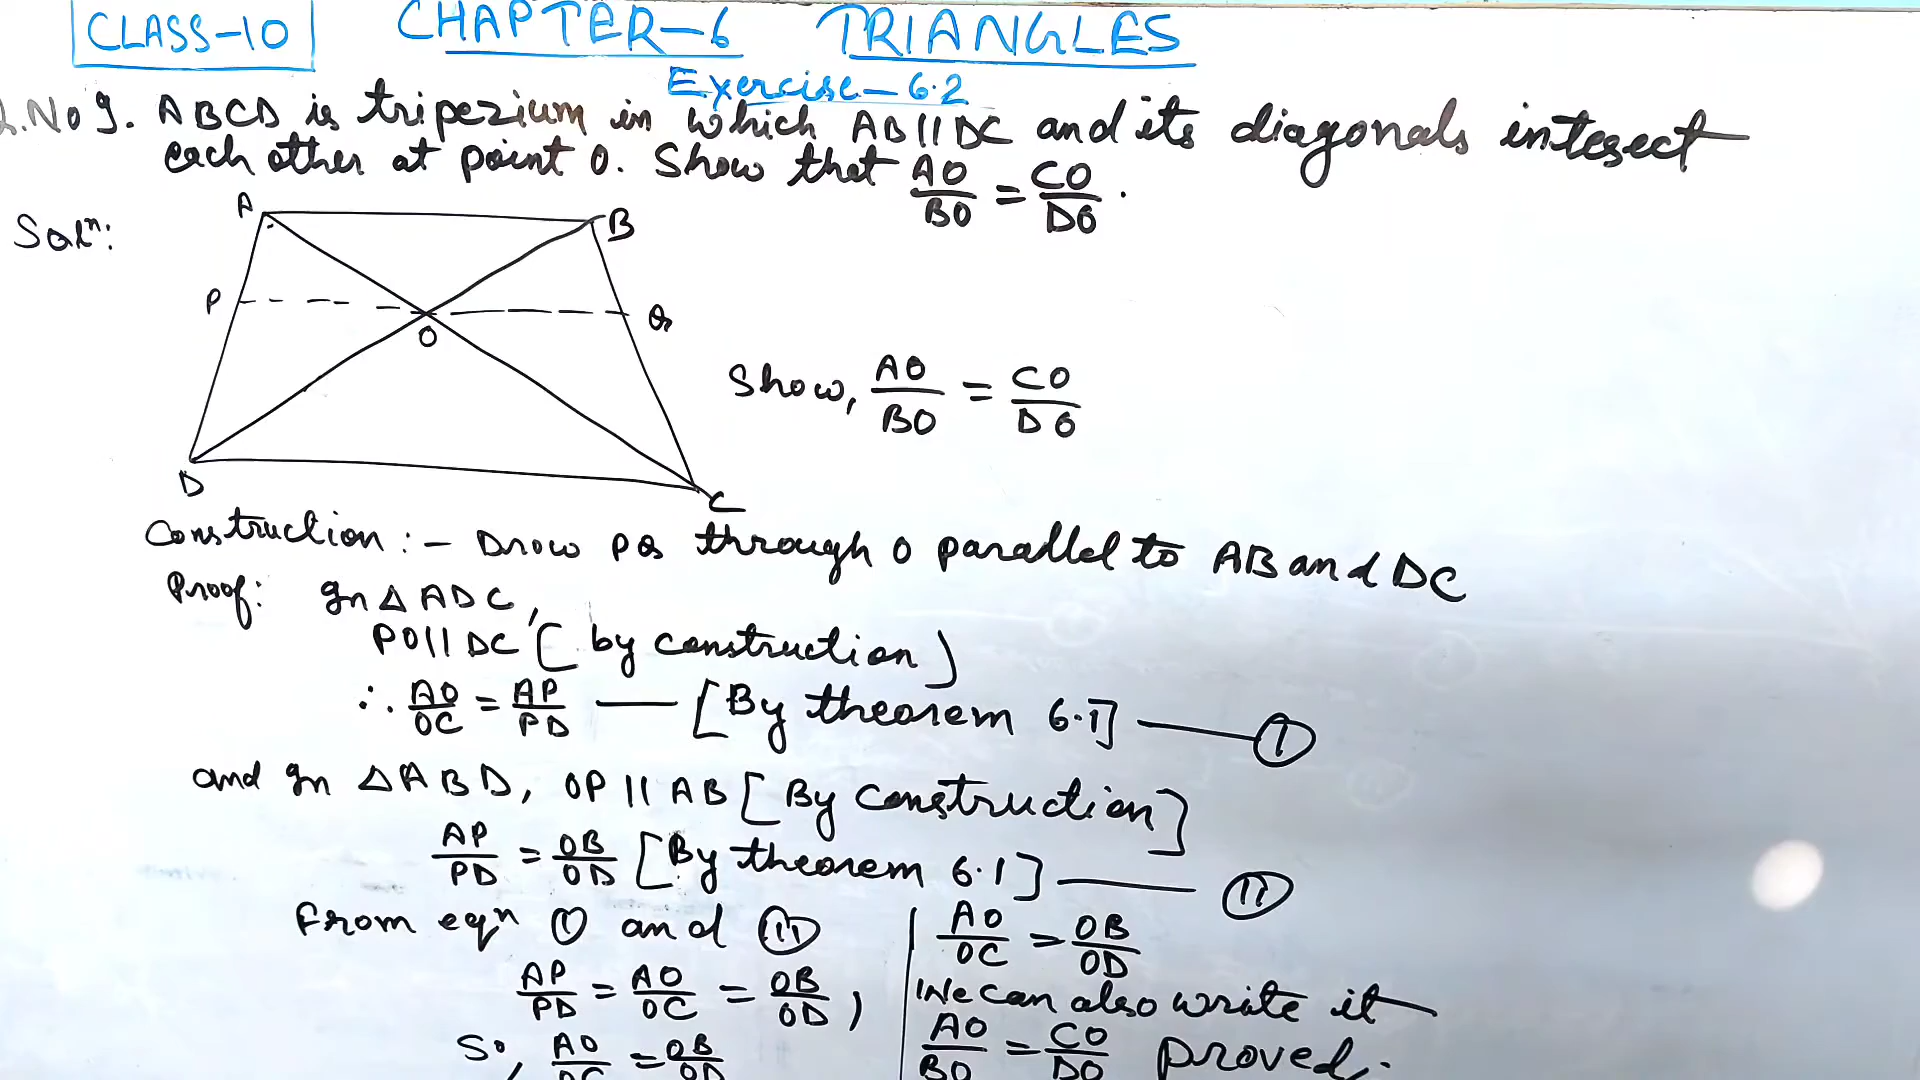 CLASS-10 CHAPTER-6 TRIANGLES
Exercise-6.2
.No 9. ABCD is tripezium in which AB||DC and its diagonals intesect
each other at point O. Show that AO/BO = CO/DO.
Solⁿ:
A
B
P
Q
O
D
C
Show, AO/BO = CO/DO
Construction :- Drow PQ through O parallel to AB and DC
Proof: In △ADC,
PO||DC [by construction]
∴ AO/OC = AP/PD — [By theorem 6.1] — I
and In △ABD, OP||AB [By construction]
AP/PD = OB/OD [By theorem 6.1] — II
From eqⁿ I and II
AP/PD = AO/OC = OB/OD,
So, AO/OC = OB/OD
AO/OC = OB/OD
We can also write it
AO/BO = CO/DO proved.